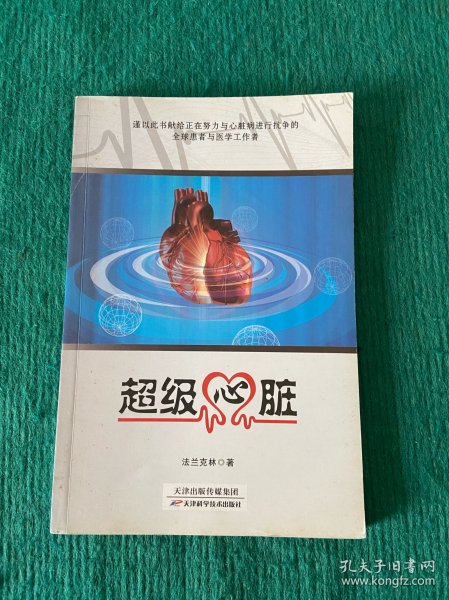 谨以此书献给正在努力与心脏病进行抗争的
全球患者与医学工作者
超级心脏
法兰克林◎著
天津出版传媒集团
天津科学技术出版社
孔夫子旧书网
www.kongfz.com